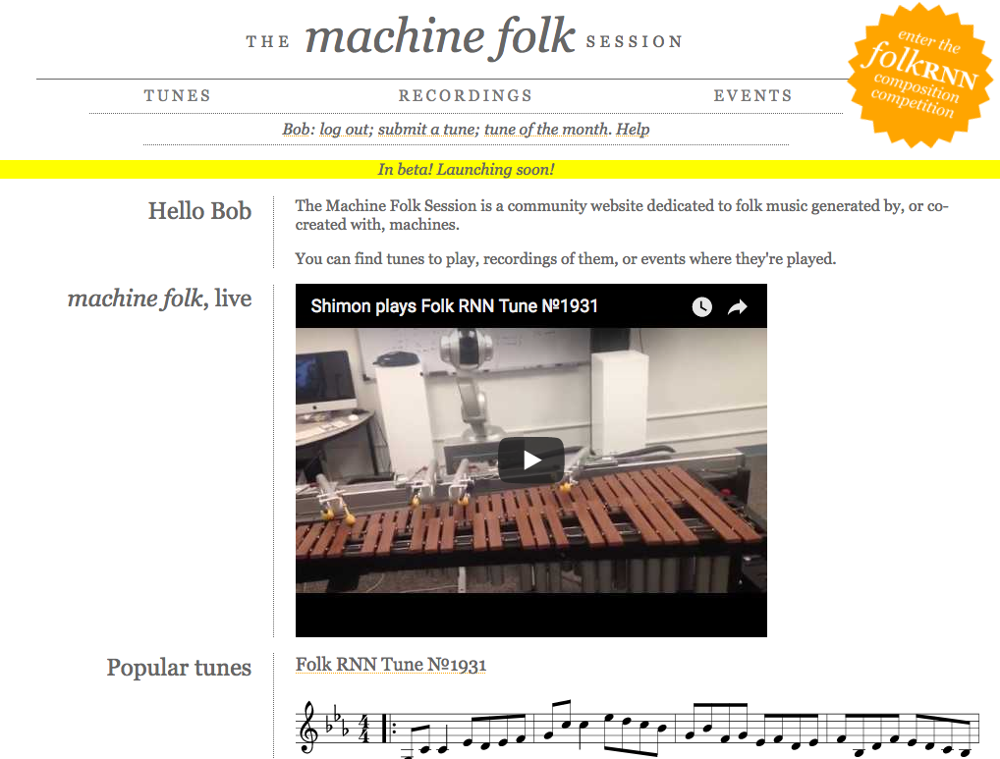 THE machine folk SESSION
enter the
folkRNN
composition
competition
TUNES RECORDINGS EVENTS
Bob: log out; submit a tune; tune of the month. Help
In beta! Launching soon!
Hello Bob
The Machine Folk Session is a community website dedicated to folk music generated by, or co-
created with, machines.
You can find tunes to play, recordings of them, or events where they're played.
machine folk, live
Shimon plays Folk RNN Tune №1931
Popular tunes
Folk RNN Tune №1931
4
4